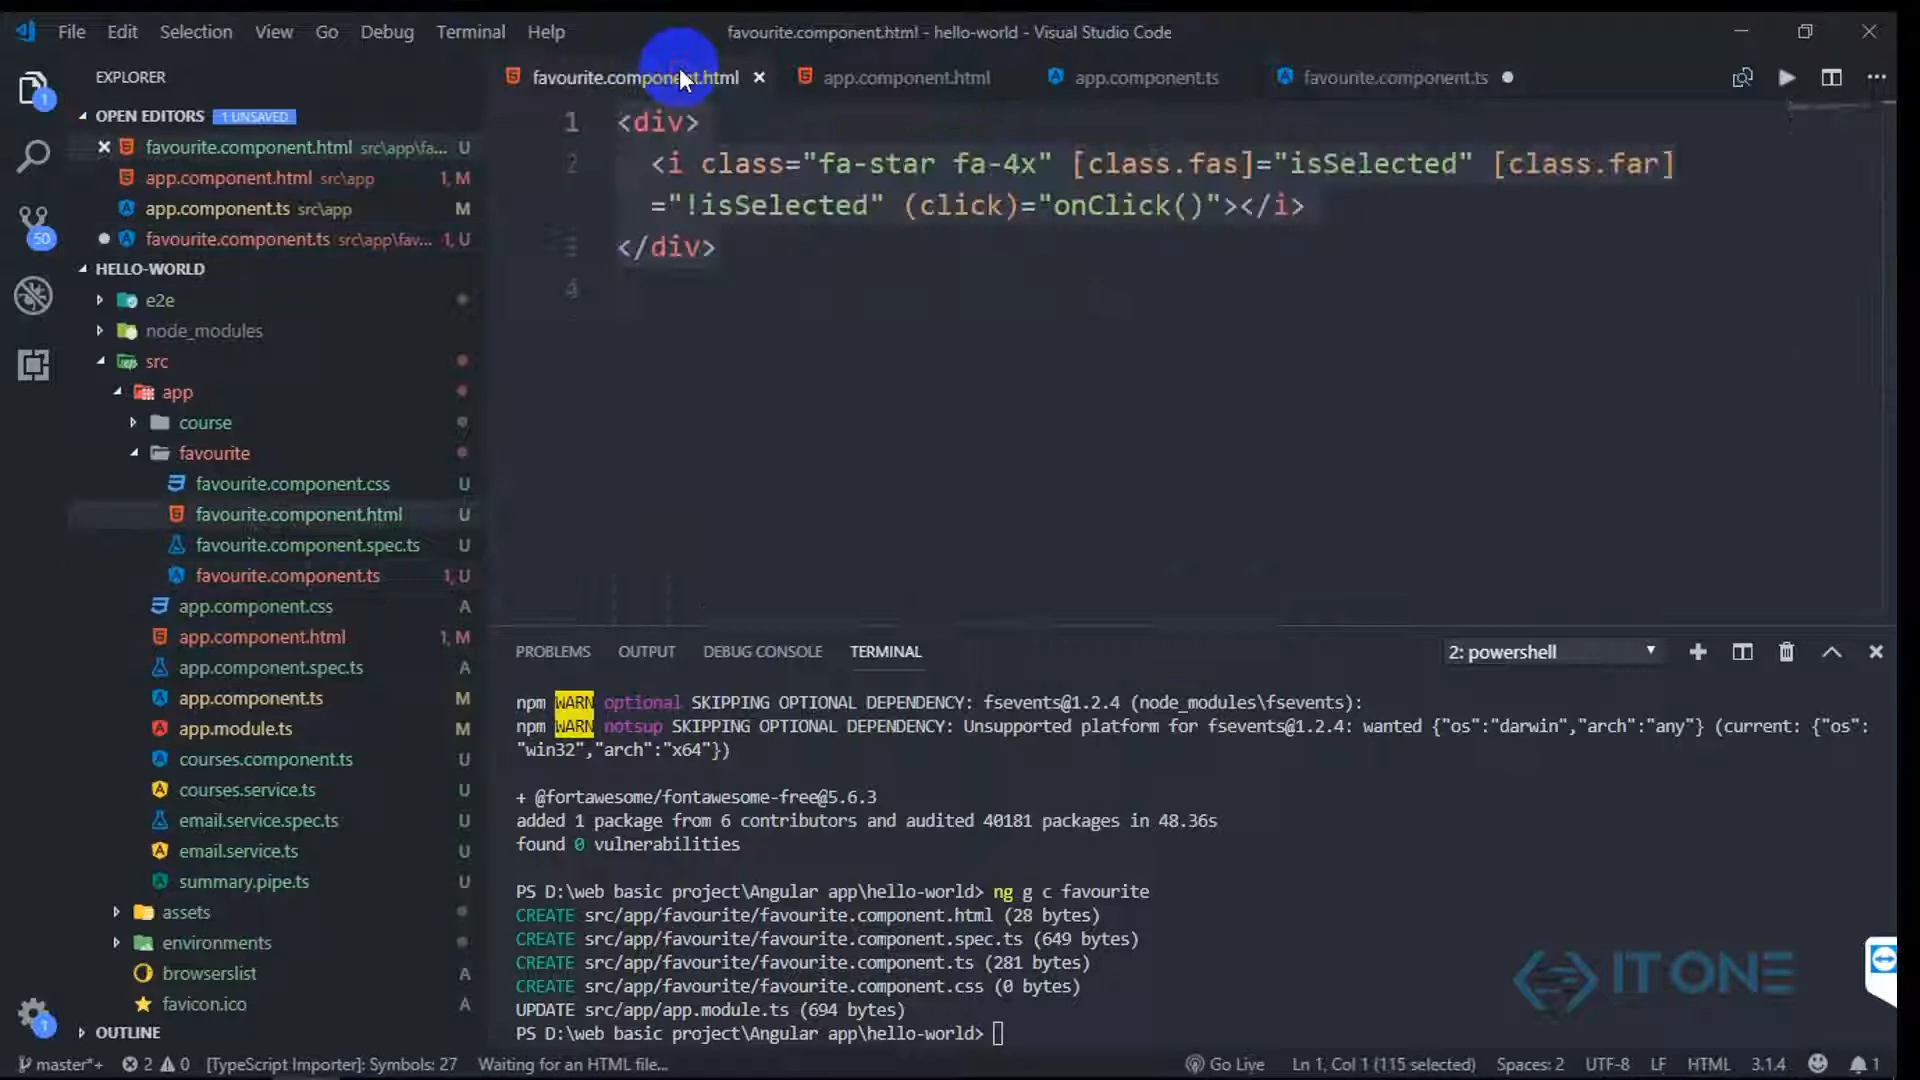 File Edit Selection View Go Debug Terminal Help
favourite.component.html - hello-world - Visual Studio Code
EXPLORER
favourite.component.html
app.component.html
app.component.ts
favourite.component.ts
OPEN EDITORS 1 UNSAVED
favourite.component.html src\app\fa... U
app.component.html src\app 1, M
app.component.ts src\app M
favourite.component.ts src\app\fav... 1, U
HELLO-WORLD
e2e
node_modules
src
app
course
favourite
favourite.component.css U
favourite.component.html U
favourite.component.spec.ts U
favourite.component.ts 1, U
app.component.css A
app.component.html 1, M
app.component.spec.ts A
app.component.ts M
app.module.ts M
courses.component.ts U
courses.service.ts U
email.service.spec.ts U
email.service.ts U
summary.pipe.ts U
assets
environments
browserslist A
favicon.ico A
OUTLINE
1
50
1
1 <div>
2 <i class="fa-star fa-4x" [class.fas]="isSelected" [class.far]
="!isSelected" (click)="onClick()"></i>
3 </div>
4
PROBLEMS OUTPUT DEBUG CONSOLE TERMINAL
2: powershell
npm WARN optional SKIPPING OPTIONAL DEPENDENCY: fsevents@1.2.4 (node_modules\fsevents):
npm WARN notsup SKIPPING OPTIONAL DEPENDENCY: Unsupported platform for fsevents@1.2.4: wanted {"os":"darwin","arch":"any"} (current: {"os":
"win32","arch":"x64"})
+ @fortawesome/fontawesome-free@5.6.3
added 1 package from 6 contributors and audited 40181 packages in 48.36s
found 0 vulnerabilities
PS D:\web basic project\Angular app\hello-world> ng g c favourite
CREATE src/app/favourite/favourite.component.html (28 bytes)
CREATE src/app/favourite/favourite.component.spec.ts (649 bytes)
CREATE src/app/favourite/favourite.component.ts (281 bytes)
CREATE src/app/favourite/favourite.component.css (0 bytes)
UPDATE src/app/app.module.ts (694 bytes)
PS D:\web basic project\Angular app\hello-world>
IT ONE
master*+ 2 0 [TypeScript Importer]: Symbols: 27 Waiting for an HTML file...
Go Live Ln 1, Col 1 (115 selected) Spaces: 2 UTF-8 LF HTML 3.1.4 1